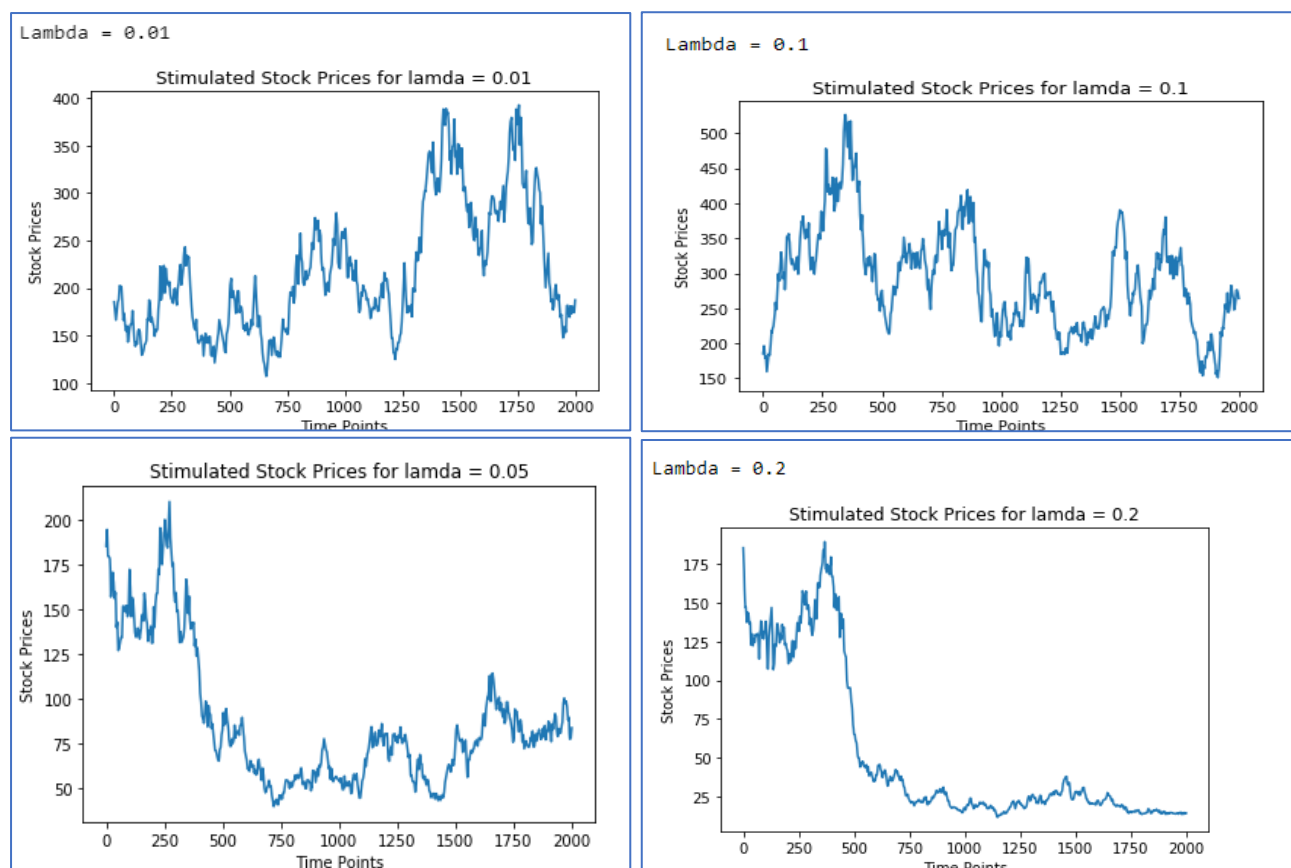 Lambda = 0.01
Stimulated Stock Prices for lamda = 0.01
Stock Prices
400
350
300
250
200
150
100
0 250 500 750 1000 1250 1500 1750 2000
Time Points
Lambda = 0.1
Stimulated Stock Prices for lamda = 0.1
Stock Prices
500
450
400
350
300
250
200
150
0 250 500 750 1000 1250 1500 1750 2000
Time Points
Stimulated Stock Prices for lamda = 0.05
Stock Prices
200
175
150
125
100
75
50
0 250 500 750 1000 1250 1500 1750 2000
Time Points
Lambda = 0.2
Stimulated Stock Prices for lamda = 0.2
Stock Prices
175
150
125
100
75
50
25
0 250 500 750 1000 1250 1500 1750 2000
Time Points